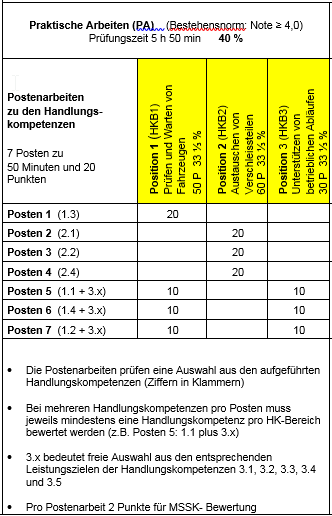 Praktische Arbeiten (PA) (Bestehensnorm: Note ≥ 4,0)
Prüfungszeit 5 h 50 min 40 %
Postenarbeiten
zu den Handlungs-
kompetenzen
7 Posten zu
50 Minuten und 20
Punkten
Position 1 (HKB1)
Prüfen und Warten von
Fahrzeugen
50 P 33 ⅓ %
Position 2 (HKB2)
Austauschen von
Verschleissteilen
60 P 33 ⅓ %
Position 3 (HKB3)
Unterstützen von
betrieblichen Abläufen
30 P 33 ⅓ %
Posten 1 (1.3) 20
Posten 2 (2.1) 20
Posten 3 (2.2) 20
Posten 4 (2.4) 20
Posten 5 (1.1 + 3.x) 10 10
Posten 6 (1.4 + 3.x) 10 10
Posten 7 (1.2 + 3.x) 10 10
• Die Postenarbeiten prüfen eine Auswahl aus den aufgeführten
Handlungskompetenzen (Ziffern in Klammern)
• Bei mehreren Handlungskompetenzen pro Posten muss
jeweils mindestens eine Handlungskompetenz pro HK-Bereich
bewertet werden (z.B. Posten 5: 1.1 plus 3.x)
• 3.x bedeutet freie Auswahl aus den entsprechenden
Leistungszielen der Handlungskompetenzen 3.1, 3.2, 3.3, 3.4
und 3.5
• Pro Postenarbeit 2 Punkte für MSSK- Bewertung